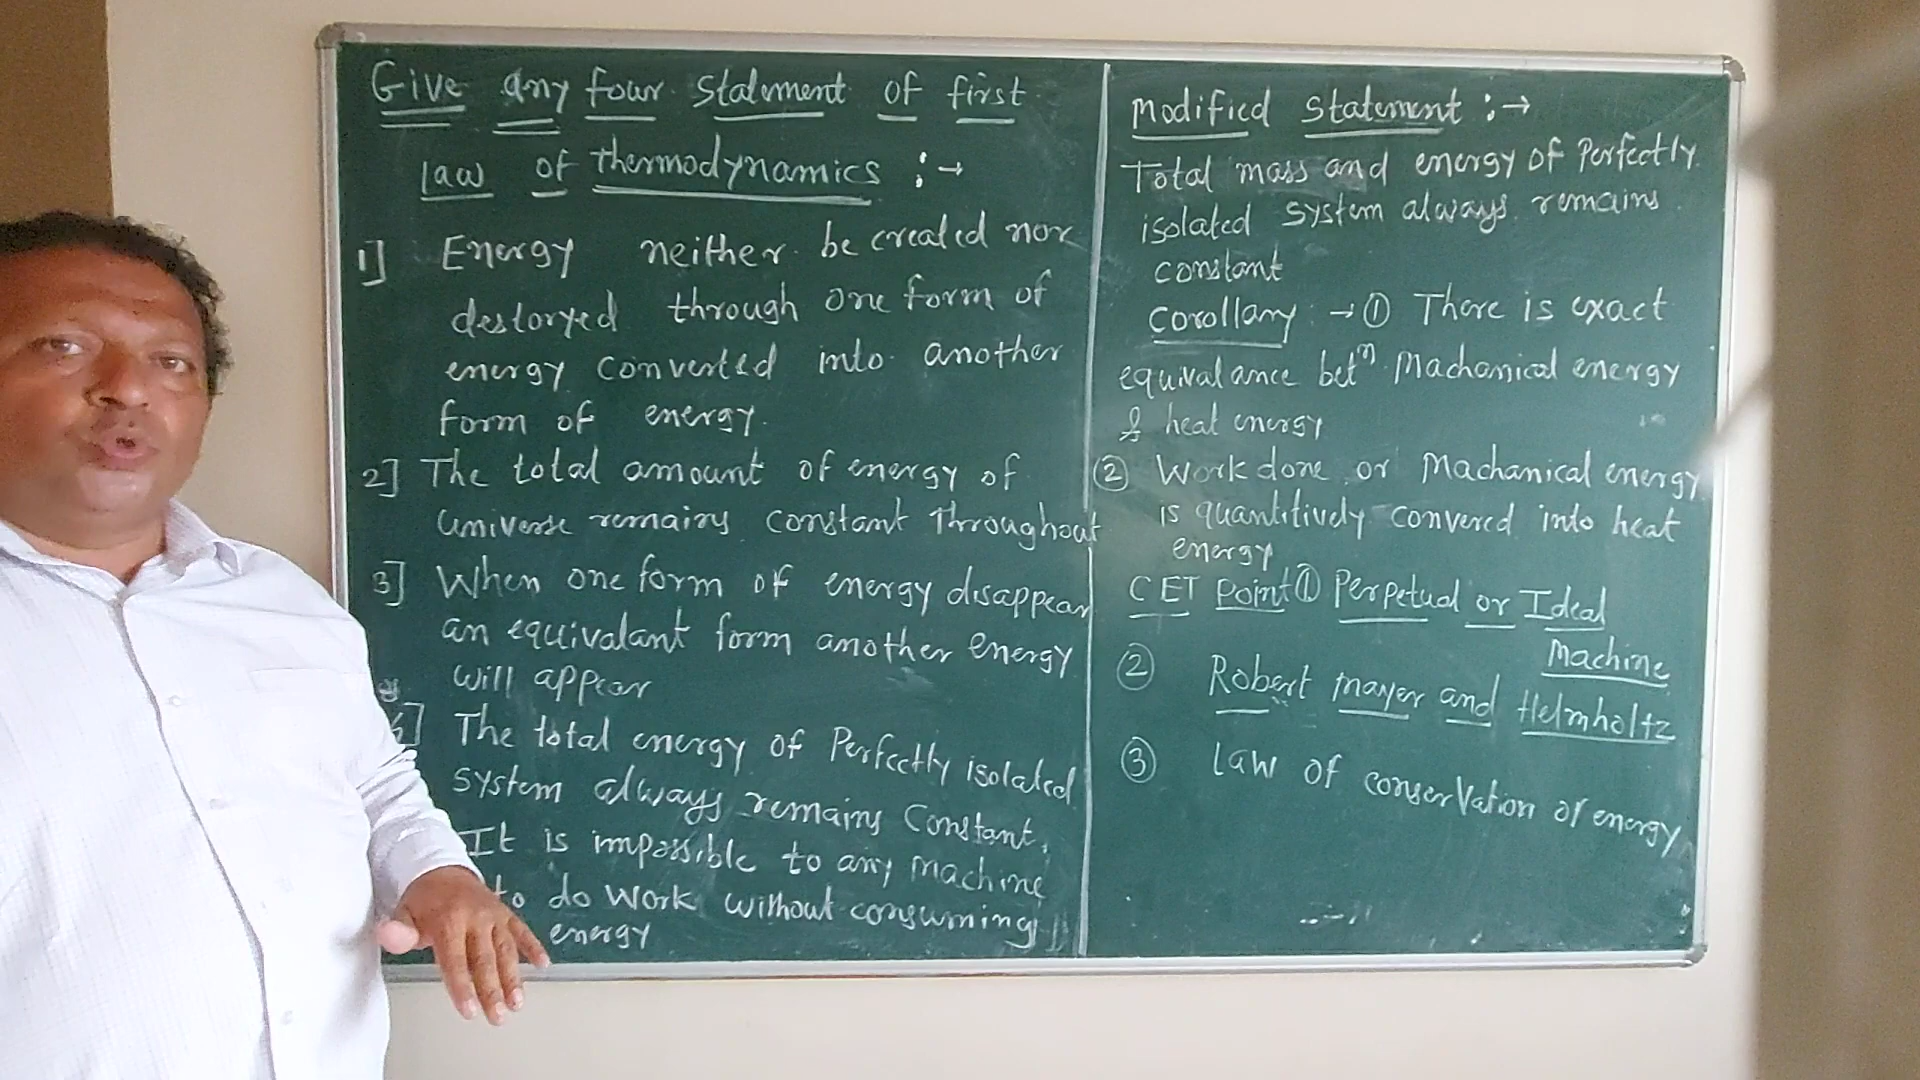 Give any four statement of first
law of thermodynamics :→
1] Energy neither be created nor
destoryed through one form of
energy converted into another
form of energy.
2] The total amount of energy of
universe remains constant throughout
3] When one form of energy disappear
an equivalant form another energy
will appear
The total energy of Perfectly isolated
system always remains constant.
It is impossible to any machine
to do work without consuming
energy
Modified Statement :→
Total mass and energy of Perfectly
isolated system always remains
constant
Corollary :→① There is exact
equivalance betⁿ Machanical energy
& heat energy
② Work done or Machanical energy
is quantitively convered into heat
energy
CET Point① Perpetual or Ideal
Machine
② Robert mayer and Helmholtz
③ Law of conservation of energy